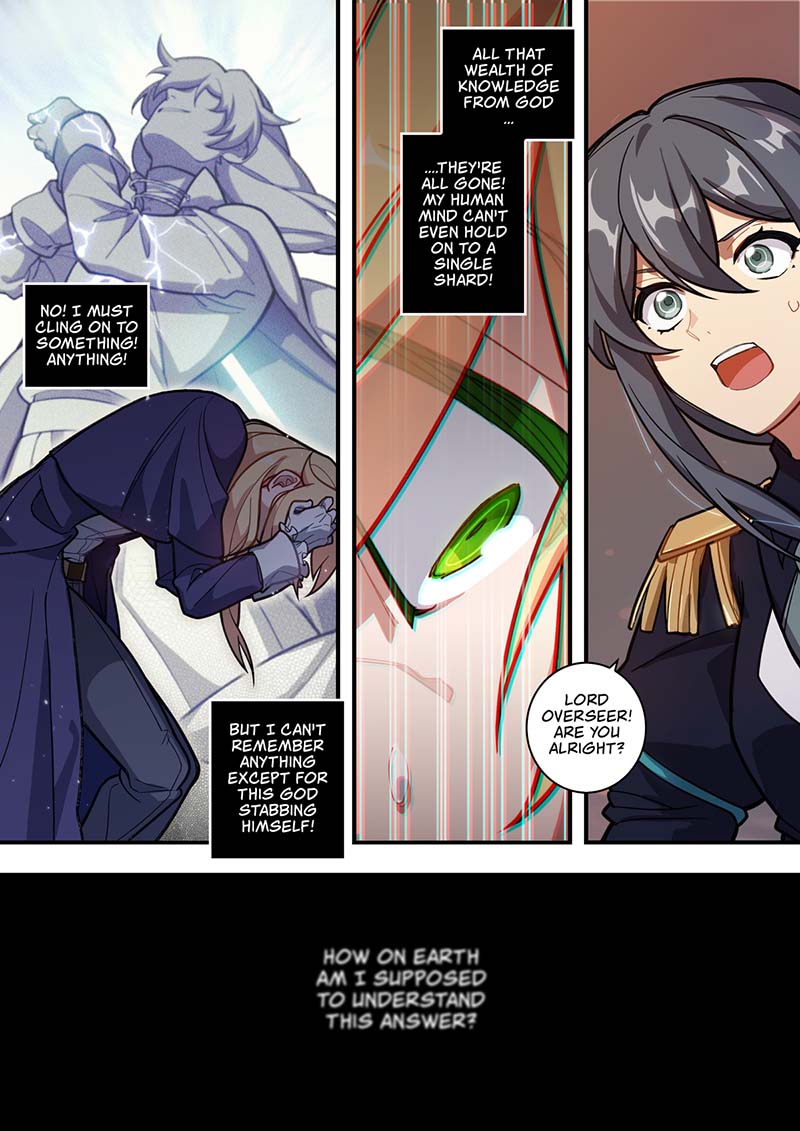 LORD
OVERSEER!
ARE YOU
ALRIGHT?
ALL THAT
WEALTH OF
KNOWLEDGE
FROM GOD
...
....THEY'RE
ALL GONE!
MY HUMAN
MIND CAN'T
EVEN HOLD
ON TO A
SINGLE
SHARD!
NO! I MUST
CLING ON TO
SOMETHING!
ANYTHING!
BUT I CAN'T
REMEMBER
ANYTHING
EXCEPT FOR
THIS GOD
STABBING
HIMSELF!
HOW ON EARTH
AM I SUPPOSED
TO UNDERSTAND
THIS ANSWER?